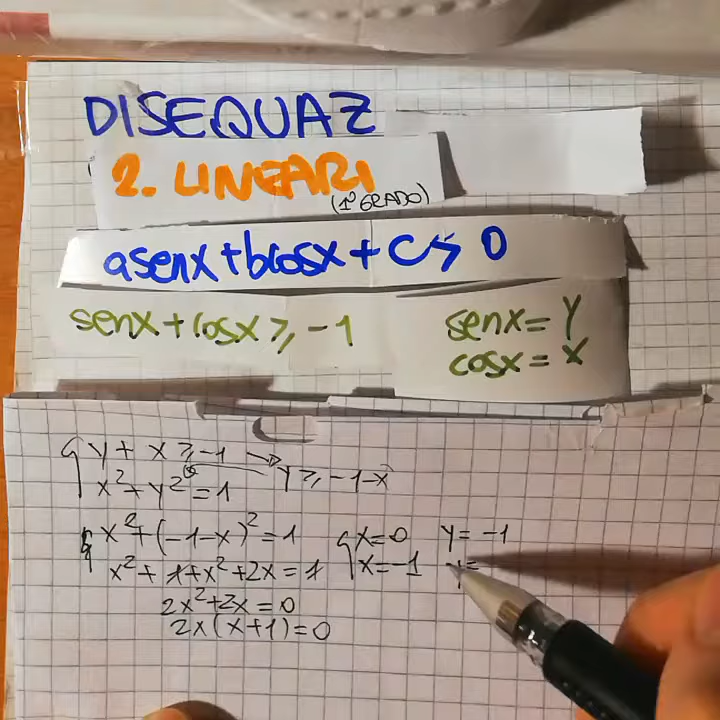 DISEQUAZ
2. LINEARI
(1° GRADO)
asenx+bcosx+c≷0
senx+cosx≥-1
senx=Y
cosx=X
{y+x≥-1 → y≥-1-x
x²+y²=1
{x²+(-1-x)²=1
x²+1+x²+2x=1
2x²+2x=0
2x(x+1)=0
{x=0 y=-1
x=-1 y=